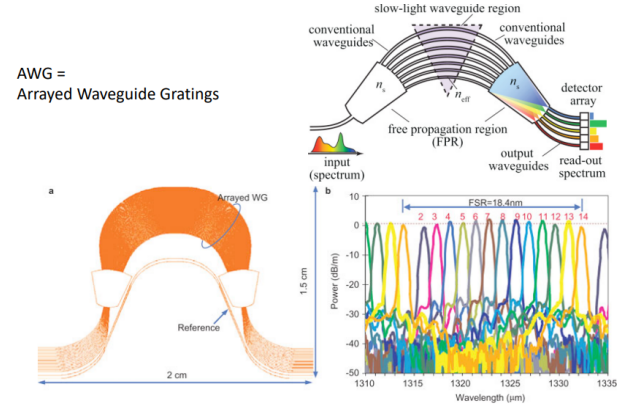 AWG =
Arrayed Waveguide Gratings
slow-light waveguide region
conventional
waveguides
conventional
waveguides
n_s
n_eff
n_s
detector
array
free propagation region
(FPR)
input
(spectrum)
output
waveguides
read-out
spectrum
a
Arrayed WG
Reference
1.5 cm
2 cm
b
FSR=18.4nm
2 3 4 5 6 7 8 9 10 11 12 13 14
Power (dB/m)
10
0
-10
-20
-30
-40
-50
1310 1315 1320 1325 1330 1335
Wavelength (μm)